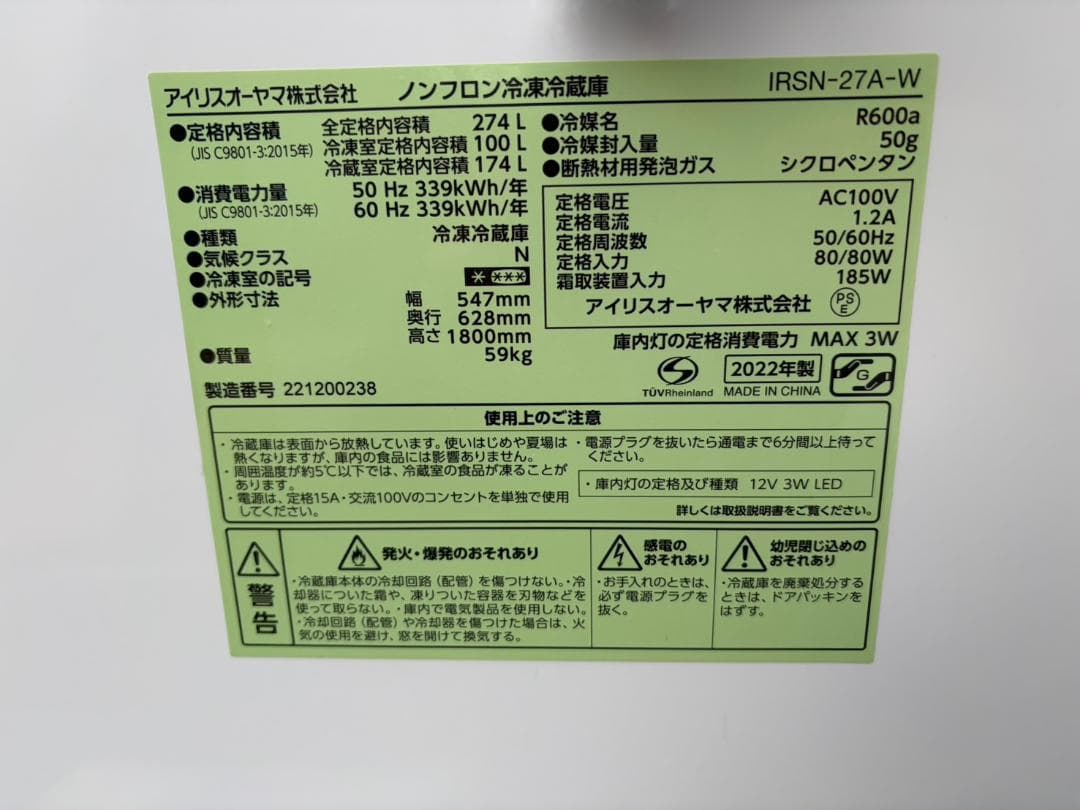 アイリスオーヤマ株式会社 ノンフロン冷凍冷蔵庫 IRSN-27A-W
●定格内容積 全定格内容積 274 L
(JIS C9801-3:2015年) 冷凍室定格内容積 100 L
冷蔵室定格内容積 174 L
●消費電力量 50 Hz 339kWh/年
(JIS C9801-3:2015年) 60 Hz 339kWh/年
●種類 冷凍冷蔵庫
●気候クラス N
●冷凍室の記号 * ***
●外形寸法 幅 547mm
奥行 628mm
高さ 1800mm
●質量 59kg
製造番号 221200238
●冷媒名 R600a
●冷媒封入量 50g
●断熱材用発泡ガス シクロペンタン
定格電圧 AC100V
定格電流 1.2A
定格周波数 50/60Hz
定格入力 80/80W
霜取装置入力 185W
アイリスオーヤマ株式会社 PS E
庫内灯の定格消費電力 MAX 3W
TÜVRheinland 2022年製 MADE IN CHINA G
使用上のご注意
・冷蔵庫は表面から放熱しています。使いはじめや夏場は
熱くなりますが、庫内の食品には影響ありません。
・周囲温度が約5℃以下では、冷蔵室の食品が凍ることが
あります。
・電源は、定格15A・交流100Vのコンセントを単独で使用
してください。
・電源プラグを抜いたら通電まで6分間以上待って
ください。
・庫内灯の定格及び種類 12V 3W LED
詳しくは取扱説明書をご覧ください。
警告
発火・爆発のおそれあり
・冷蔵庫本体の冷却回路（配管）を傷つけない。・冷
却器についた霜や、凍りついた容器を刃物などを
使って取らない。・庫内で電気製品を使用しない。
・冷却回路（配管）や冷却器を傷つけた場合は、火
気の使用を避け、窓を開けて換気する。
感電の
おそれあり
・お手入れのときは、
必ず電源プラグを
抜く。
幼児閉じ込めの
おそれあり
・冷蔵庫を廃棄処分する
ときは、ドアパッキンを
はずす。